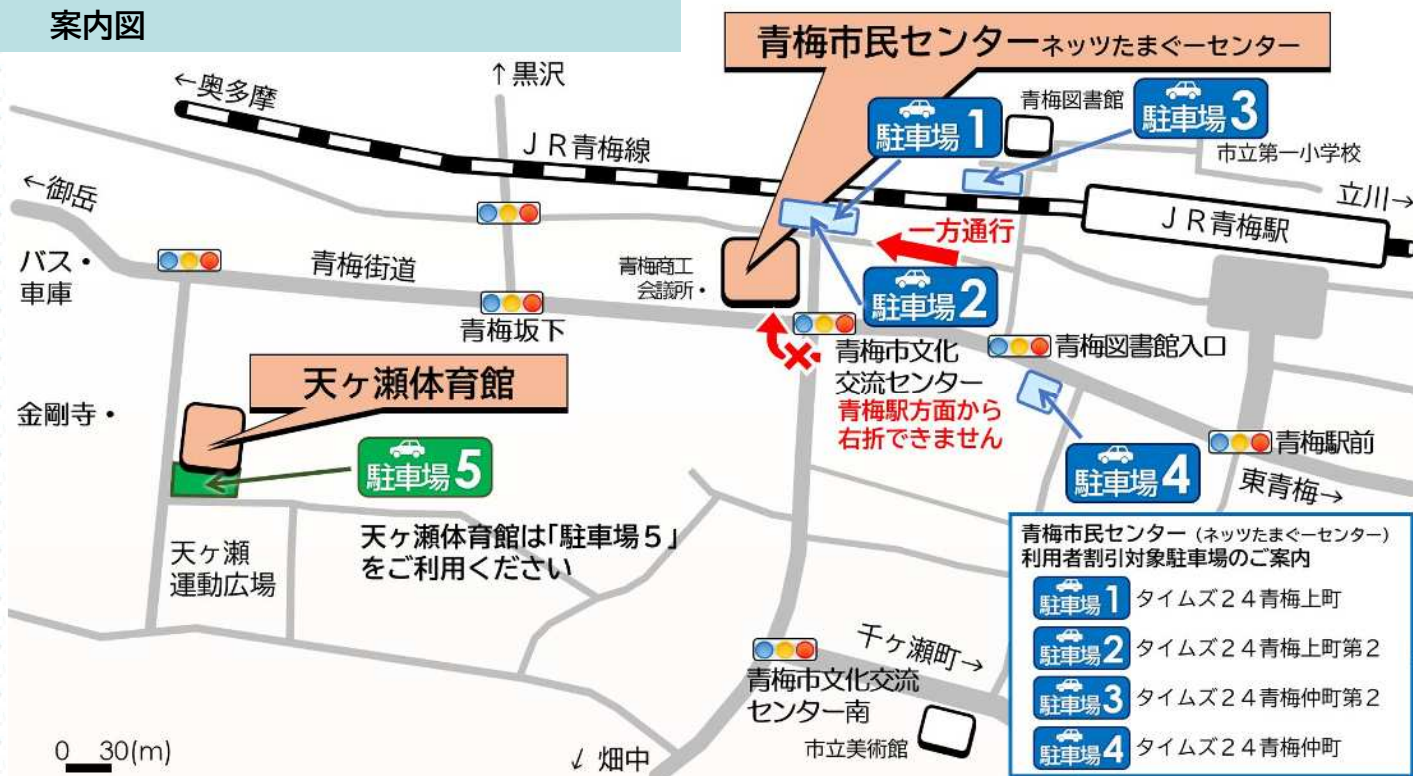 案内図
青梅市民センターネッツたまぐーセンター
←奥多摩
↑黒沢
ＪＲ青梅線
駐車場1
青梅図書館
駐車場3
市立第一小学校
立川→
←御岳
ＪＲ青梅駅
一方通行
バス・
車庫
青梅街道
青梅商工
会議所・
駐車場2
青梅坂下
青梅市文化
交流センター
青梅駅方面から
右折できません
青梅図書館入口
天ヶ瀬体育館
金剛寺・
駐車場5
駐車場4
青梅駅前
東青梅→
天ヶ瀬体育館は「駐車場５」
をご利用ください
天ヶ瀬
運動広場
千ヶ瀬町→
青梅市文化交流
センター南
市立美術館
↙畑中
0 30(m)
青梅市民センター（ネッツたまぐーセンター）
利用者割引対象駐車場のご案内
駐車場1 タイムズ２４青梅上町
駐車場2 タイムズ２４青梅上町第２
駐車場3 タイムズ２４青梅仲町第２
駐車場4 タイムズ２４青梅仲町